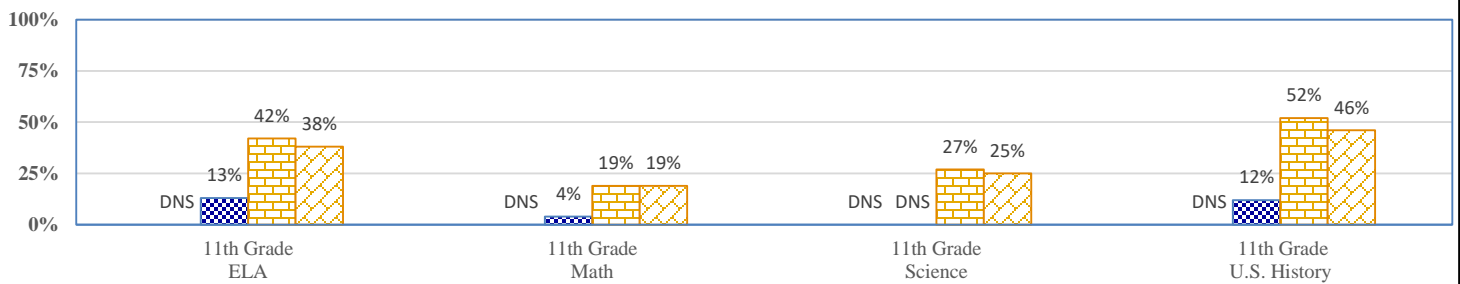 100%
75%
50%
25%
0%
DNS 13% 42% 38%
DNS 4% 19% 19%
DNS DNS 27% 25%
DNS 12% 52% 46%
11th Grade
ELA
11th Grade
Math
11th Grade
Science
11th Grade
U.S. History